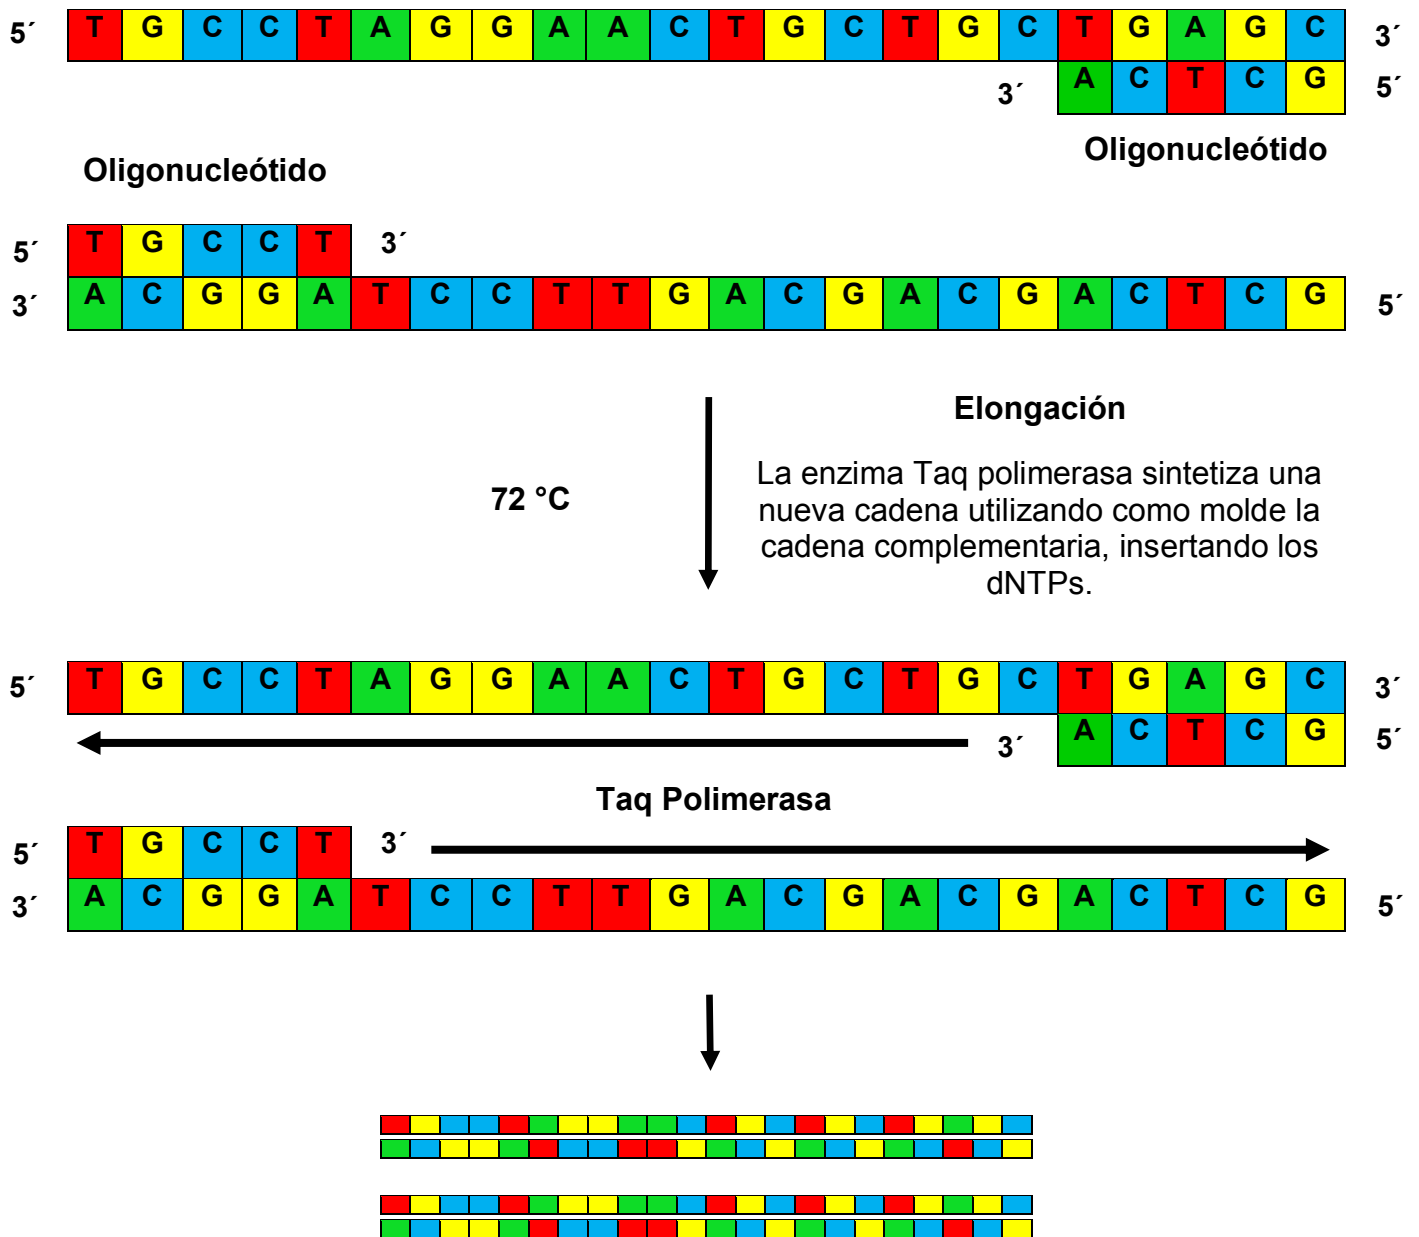 5´ T G C C T A G G A A C T G C T G C T G A G C 3´
3´ A C T C G 5´
Oligonucleótido
Oligonucleótido
5´ T G C C T 3´
3´ A C G G A T C C T T G A C G A C G A C T C G 5´
Elongación
72 °C
La enzima Taq polimerasa sintetiza una
nueva cadena utilizando como molde la
cadena complementaria, insertando los
dNTPs.
5´ T G C C T A G G A A C T G C T G C T G A G C 3´
3´ A C T C G 5´
Taq Polimerasa
5´ T G C C T 3´
3´ A C G G A T C C T T G A C G A C G A C T C G 5´